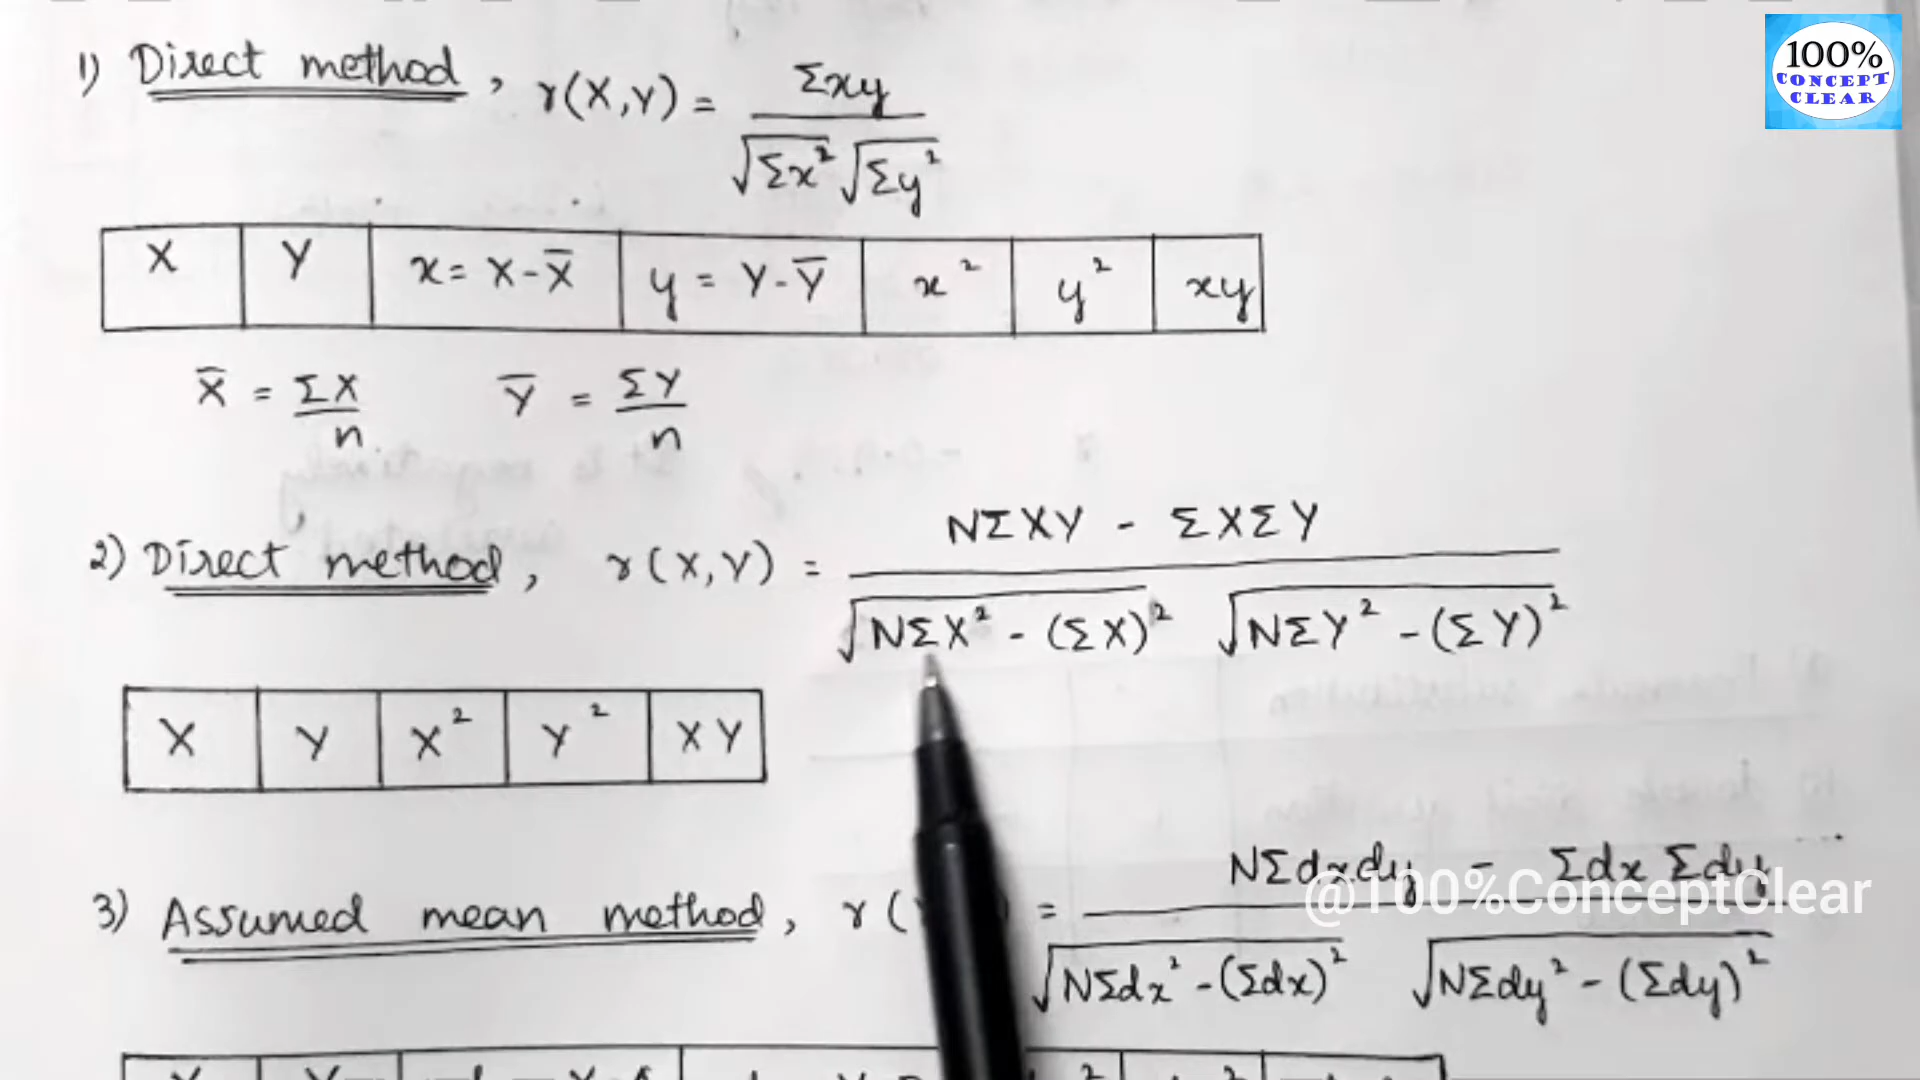 100%
CONCEPT
CLEAR
1) Direct method, r(X,Y) = Σxy / √Σx² √Σy²
X Y x = X - X̄ y = Y - Ȳ x² y² xy
X̄ = ΣX / n Ȳ = ΣY / n
2) Direct method, r(X,Y) = NΣXY - ΣXΣY / √NΣX² - (ΣX)² √NΣY² - (ΣY)²
X Y X² Y² XY
3) Assumed mean method, r( ) = NΣdxdy - Σdx Σdy / √NΣdx² - (Σdx)² √NΣdy² - (Σdy)²
@100%ConceptClear